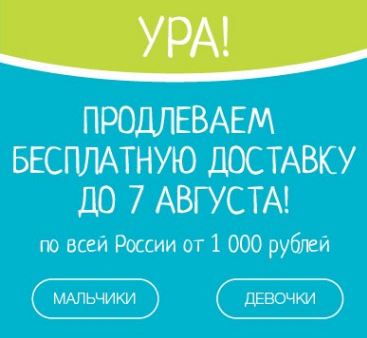 УРА!
ПРОДЛЕВАЕМ
БЕСПЛАТНУЮ ДОСТАВКУ
ДО 7 АВГУСТА!
по всей России от 1 000 рублей
МАЛЬЧИКИ
ДЕВОЧКИ